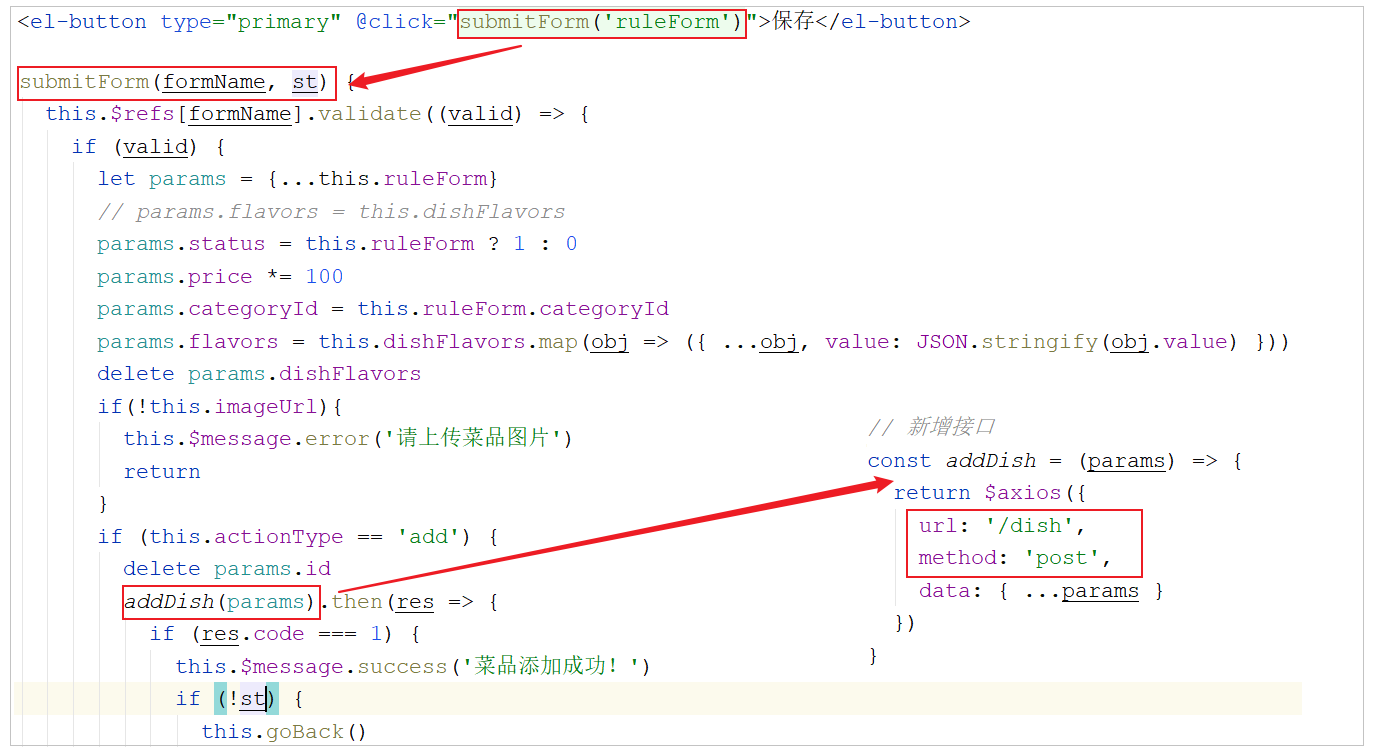 <el-button type="primary" @click="submitForm('ruleForm')">保存</el-button>
submitForm(formName, st) {
this.$refs[formName].validate((valid) => {
if (valid) {
let params = {...this.ruleForm}
// params.flavors = this.dishFlavors
params.status = this.ruleForm ? 1 : 0
params.price *= 100
params.categoryId = this.ruleForm.categoryId
params.flavors = this.dishFlavors.map(obj => ({ ...obj, value: JSON.stringify(obj.value) }))
delete params.dishFlavors
if(!this.imageUrl){
this.$message.error('请上传菜品图片')
return
}
if (this.actionType == 'add') {
delete params.id
addDish(params).then(res => {
if (res.code === 1) {
this.$message.success('菜品添加成功！')
if (!st) {
this.goBack()
// 新增接口
const addDish = (params) => {
return $axios({
url: '/dish',
method: 'post',
data: { ...params }
})
}